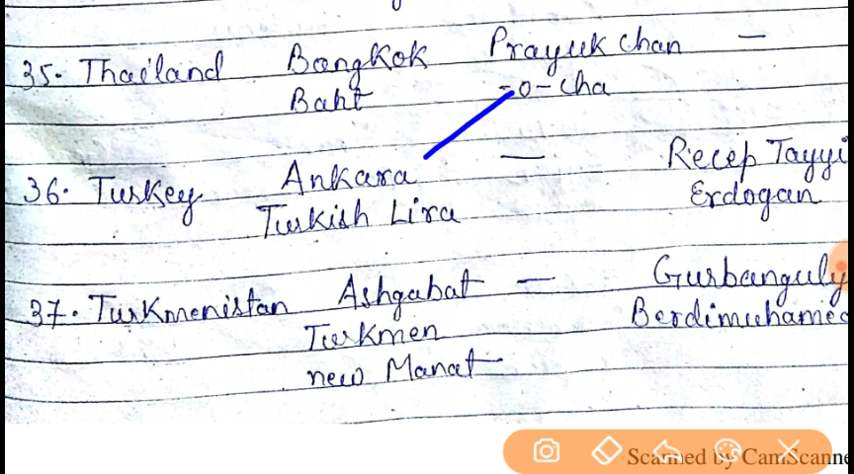 35. Thailand Bangkok Prayuk Chan —
Baht -o-cha
36. Turkey Ankara — Recep Tayyi
Turkish Lira Erdogan
37. Turkmenistan Ashgabat — Gurbanguly
Turkmen Berdimuhamed
new Manat
Scanned by CamScanne